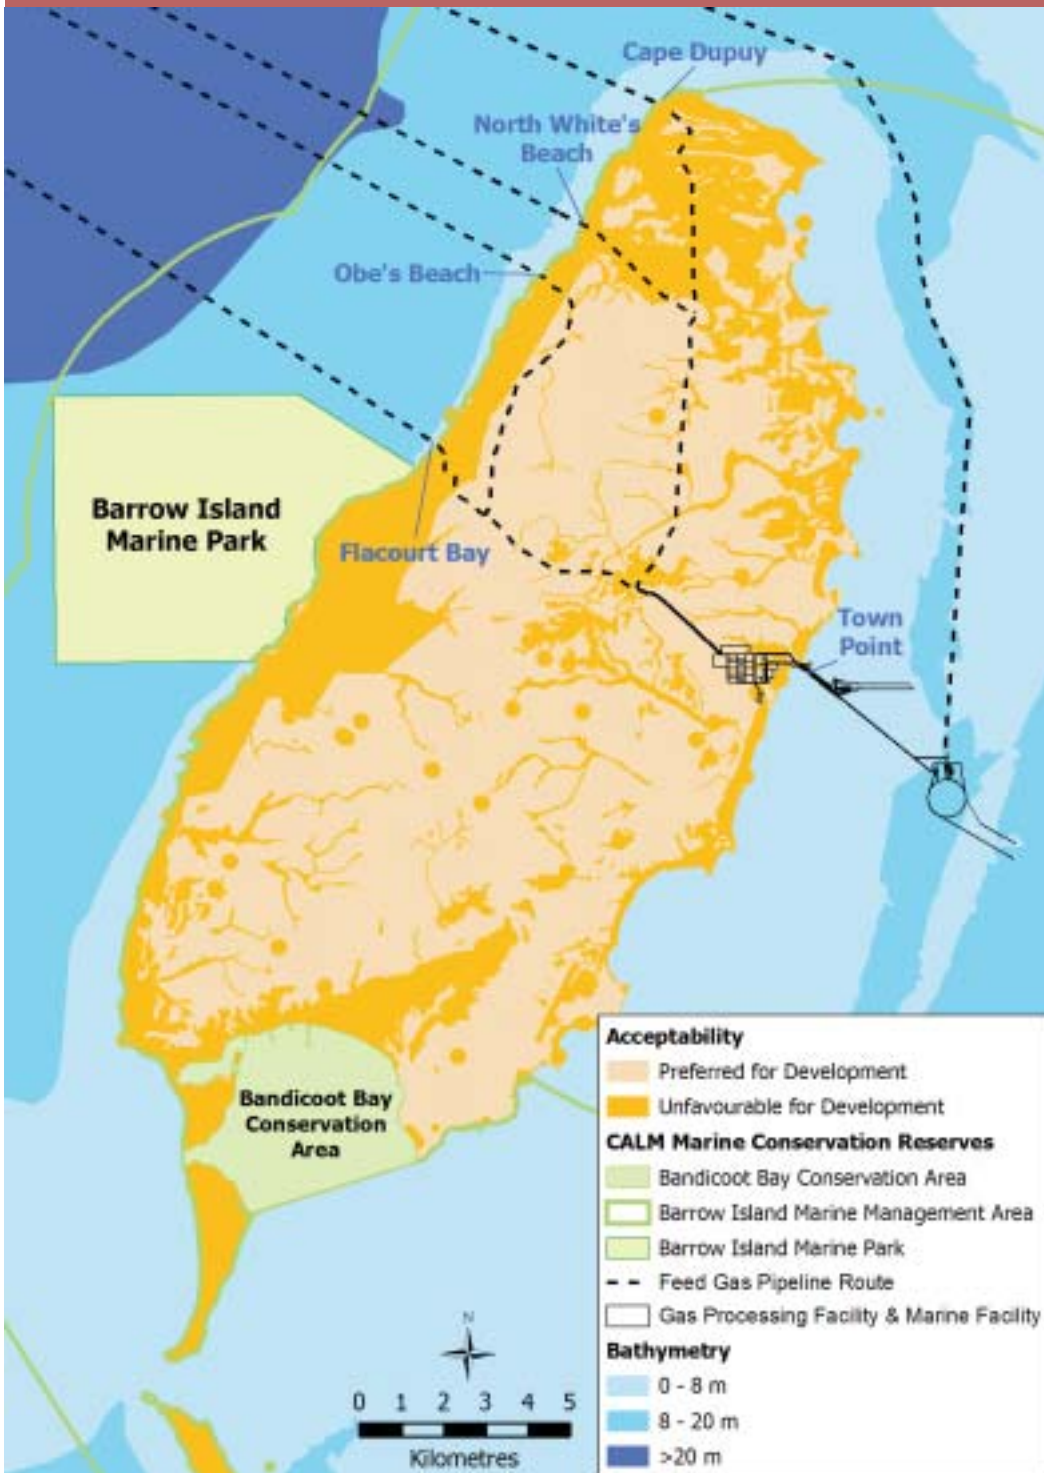 Cape Dupuy
North White's
Beach
Obe's Beach
Barrow Island
Marine Park
Flacourt Bay
Town
Point
Bandicoot Bay
Conservation
Area
Acceptability
Preferred for Development
Unfavourable for Development
CALM Marine Conservation Reserves
Bandicoot Bay Conservation Area
Barrow Island Marine Management Area
Barrow Island Marine Park
Feed Gas Pipeline Route
Gas Processing Facility & Marine Facility
Bathymetry
0 - 8 m
8 - 20 m
>20 m
N
0 1 2 3 4 5
Kilometres